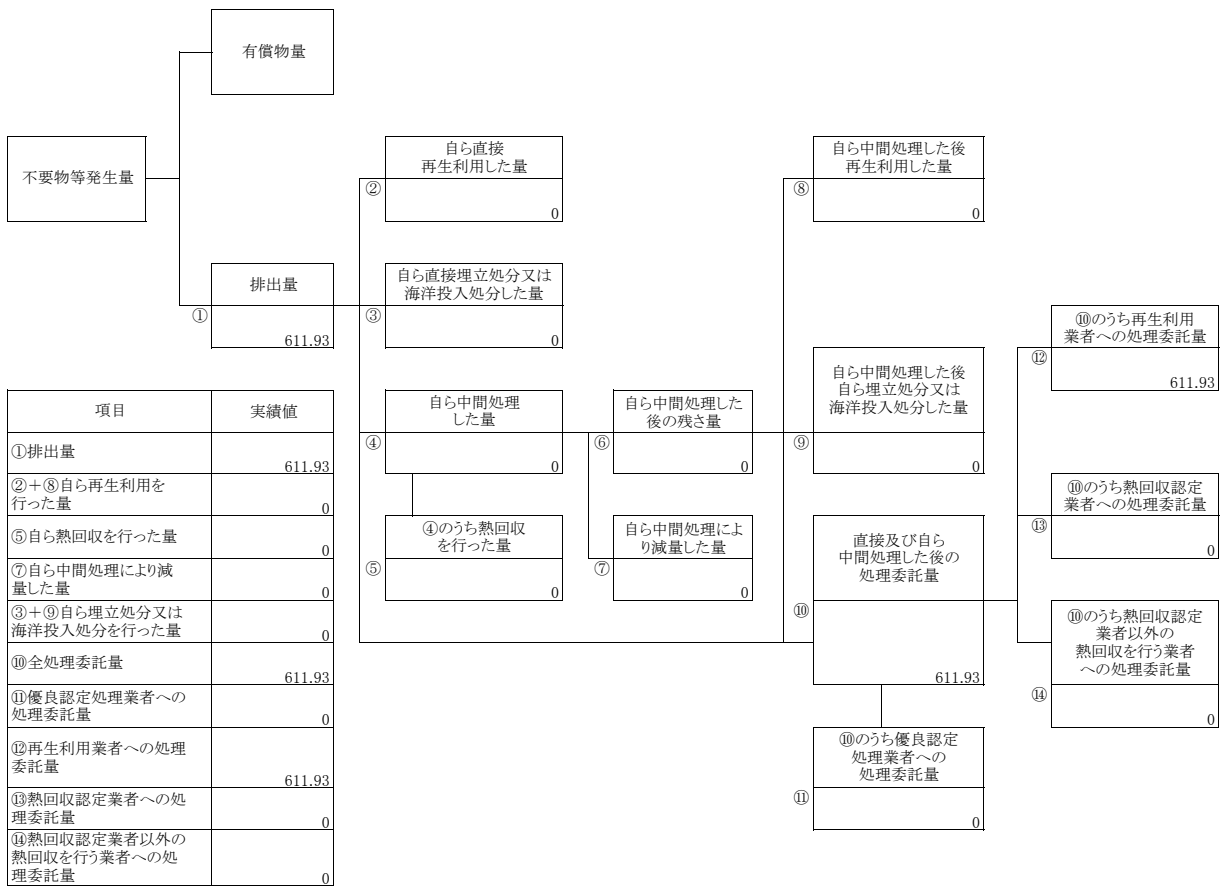 有償物量
不要物等発生量
自ら直接
再生利用した量
②
0
自ら中間処理した後
再生利用した量
⑧
0
排出量
①
611.93
自ら直接埋立処分又は
海洋投入処分した量
③
0
自ら中間処理
した量
④
0
自ら中間処理した
後の残さ量
⑥
0
自ら中間処理した後
自ら埋立処分又は
海洋投入処分した量
⑨
0
④のうち熱回収
を行った量
⑤
0
自ら中間処理によ
り減量した量
⑦
0
直接及び自ら
中間処理した後の
処理委託量
⑩
611.93
⑩のうち優良認定
処理業者への
処理委託量
⑪
0
⑩のうち再生利用
業者への処理委託量
⑫
611.93
⑩のうち熱回収認定
業者への処理委託量
⑬
0
⑩のうち熱回収認定
業者以外の
熱回収を行う業者
への処理委託量
⑭
0
項目 実績値
①排出量
611.93
②＋⑧自ら再生利用を
行った量
0
⑤自ら熱回収を行った量
0
⑦自ら中間処理により減
量した量
0
③＋⑨自ら埋立処分又は
海洋投入処分を行った量
0
⑩全処理委託量
611.93
⑪優良認定処理業者への
処理委託量
0
⑫再生利用業者への処理
委託量
611.93
⑬熱回収認定業者への処
理委託量
0
⑭熱回収認定業者以外の
熱回収を行う業者への処
理委託量
0